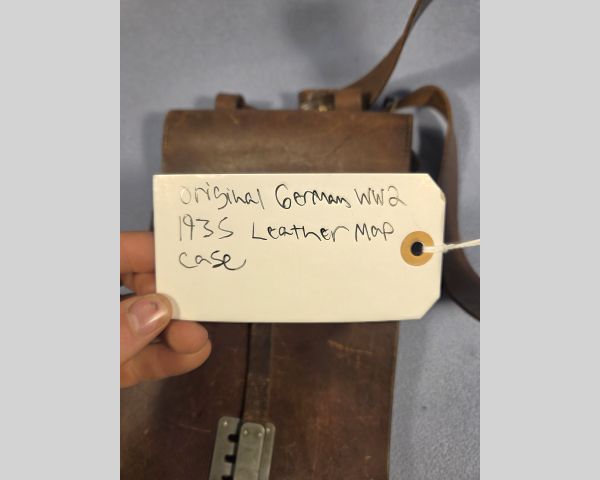 original German WW2
1935 Leather Map
case